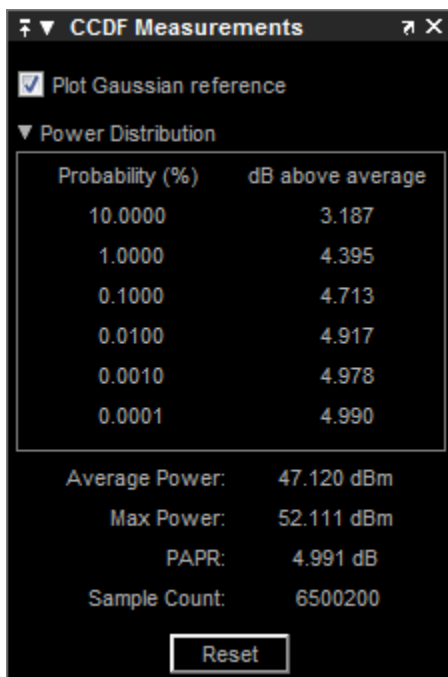 CCDF Measurements
Plot Gaussian reference
Power Distribution
Probability (%) dB above average
10.0000 3.187
1.0000 4.395
0.1000 4.713
0.0100 4.917
0.0010 4.978
0.0001 4.990
Average Power: 47.120 dBm
Max Power: 52.111 dBm
PAPR: 4.991 dB
Sample Count: 6500200
Reset